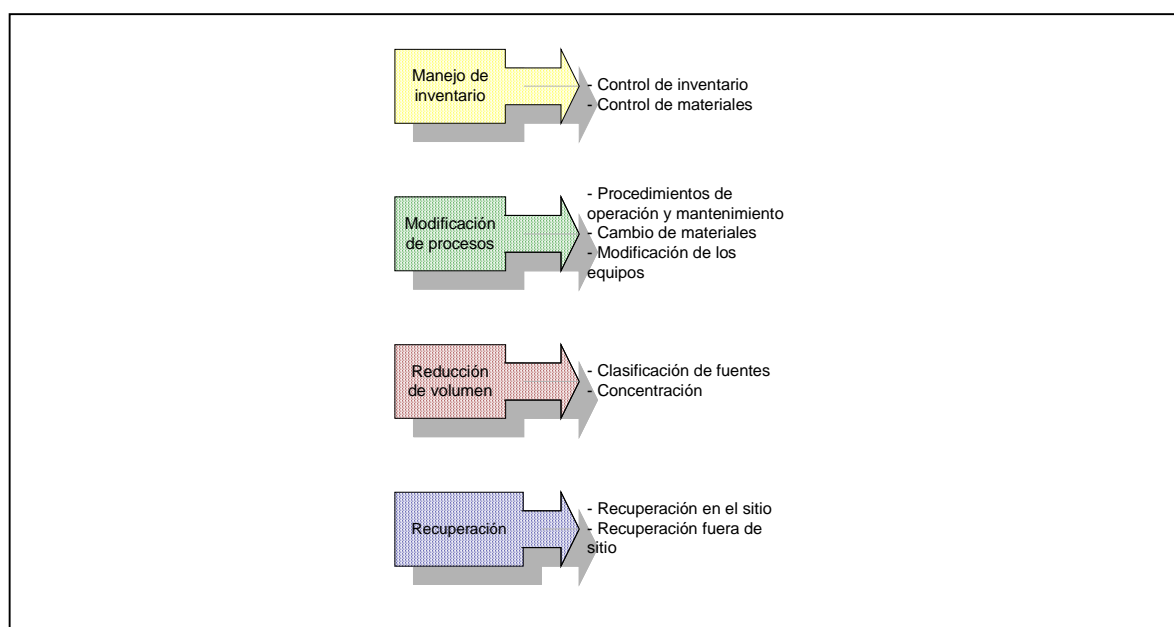 Manejo de
inventario
- Control de inventario
- Control de materiales
Modificación
de procesos
- Procedimientos de
operación y mantenimiento
- Cambio de materiales
- Modificación de los
equipos
Reducción
de volumen
- Clasificación de fuentes
- Concentración
Recuperación
- Recuperación en el sitio
- Recuperación fuera de
sitio